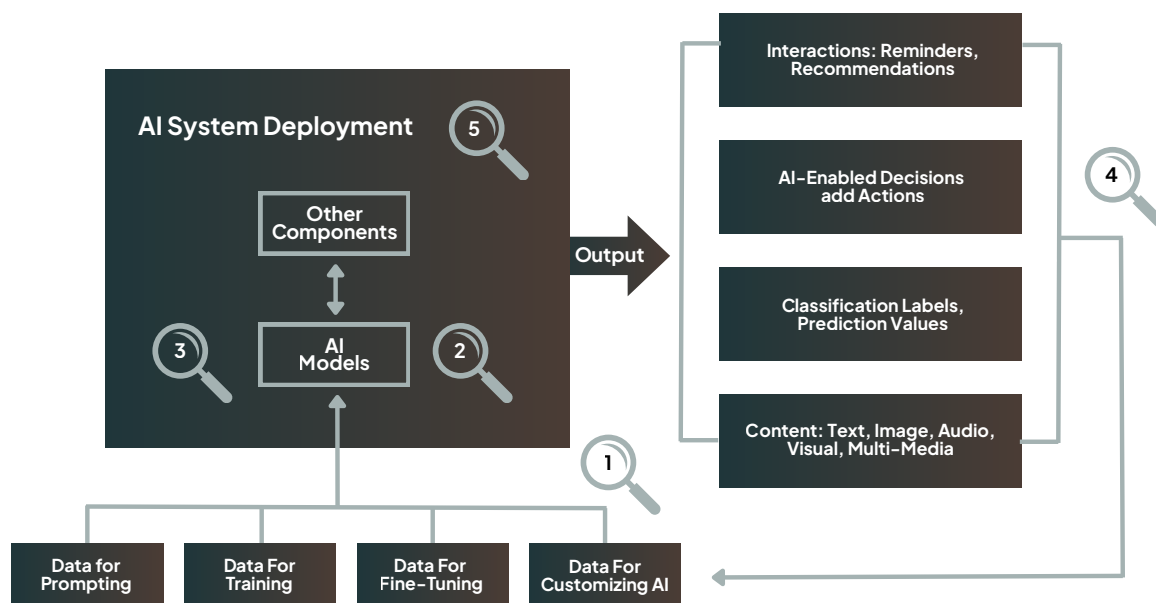 AI System Deployment
5
Other
Components
3
AI
Models
2
Output
Interactions: Reminders,
Recommendations
AI-Enabled Decisions
add Actions
Classification Labels,
Prediction Values
Content: Text, Image, Audio,
Visual, Multi-Media
4
1
Data for
Prompting
Data For
Training
Data For
Fine-Tuning
Data For
Customizing AI